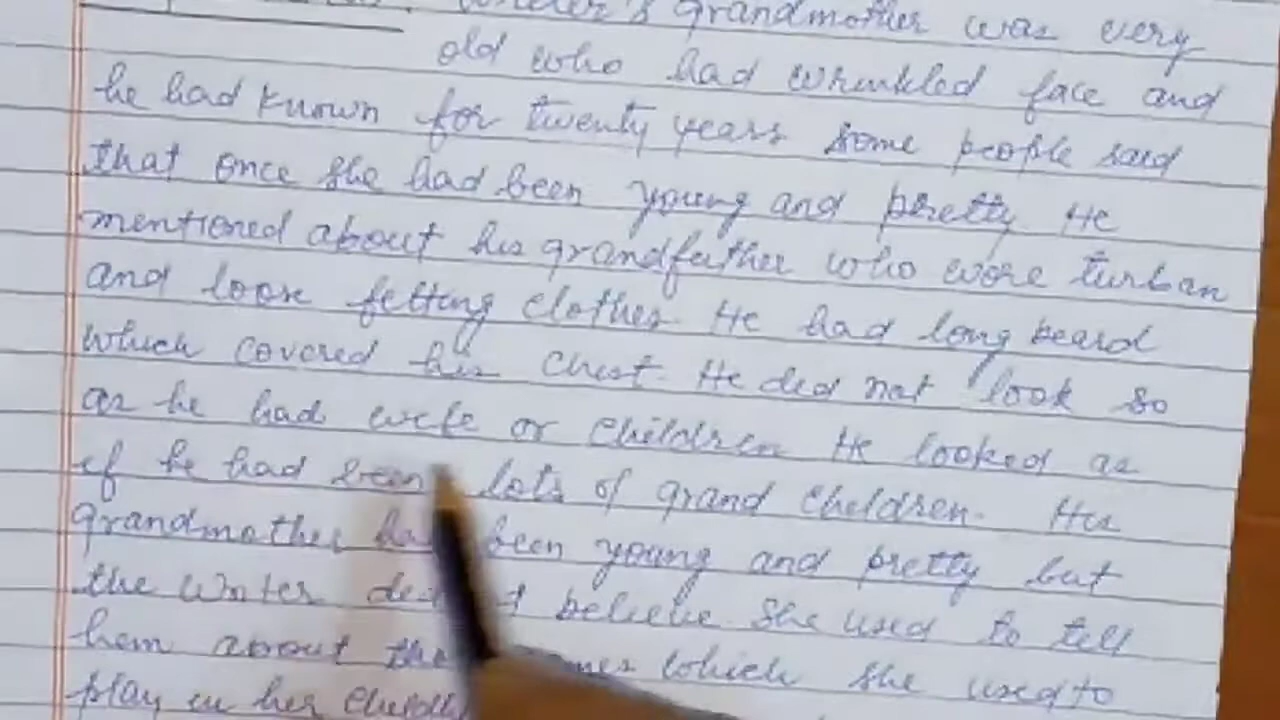 grandmother was very
old who had wrinkled face and
he had known for twenty years some people said
that once she had been young and pretty He
mentioned about his grandfather who wore turban
and loose fetting clothes. He had long beard
which covered his chest. He did not look so
as he had wife or children He looked as
if he had been lots of grand children. His
grandmother had been young and pretty but
the writer believe she used to tell
him about the which she used to
play in her